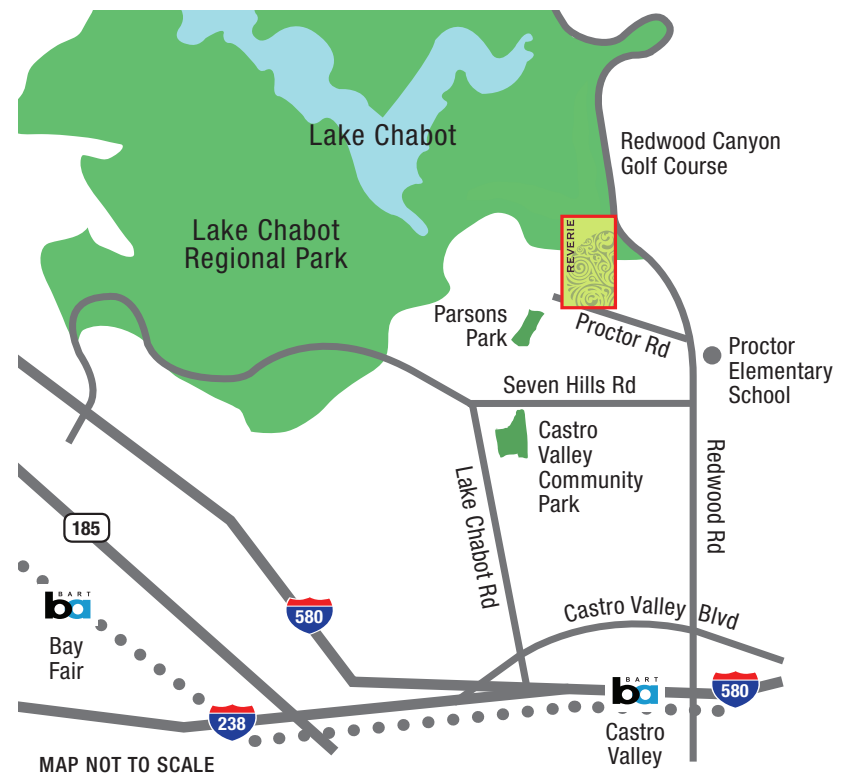 Lake Chabot
Redwood Canyon
Golf Course
Lake Chabot
Regional Park
REVERIE
Parsons
Park
Proctor Rd
Proctor
Elementary
School
Seven Hills Rd
Castro
Valley
Community
Park
Lake Chabot Rd
Redwood Rd
185
BART
ba
Bay
Fair
580
Castro Valley Blvd
BART
ba
Castro
Valley
580
238
MAP NOT TO SCALE